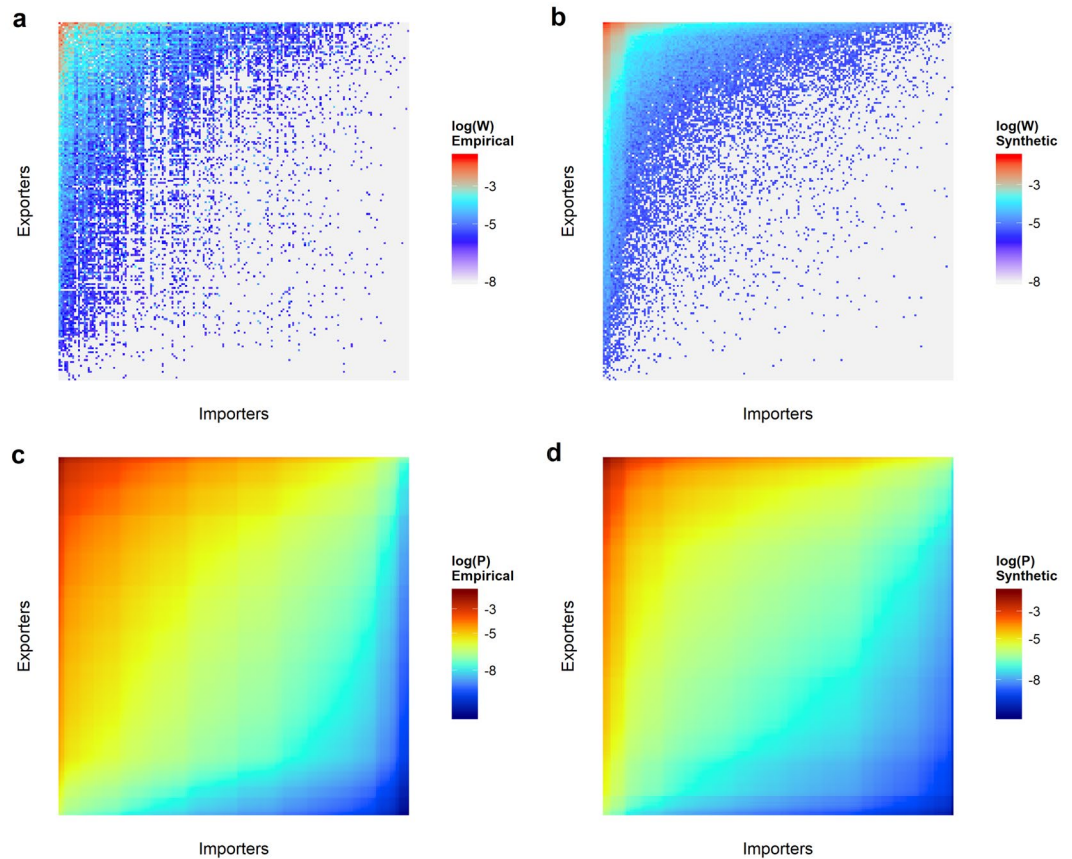 a
b
log(W)
Empirical
-3
-5
-8
Exporters
Importers
log(W)
Synthetic
-3
-5
-8
Exporters
Importers
c
d
log(P)
Empirical
-3
-5
-8
Exporters
Importers
log(P)
Synthetic
-3
-5
-8
Exporters
Importers